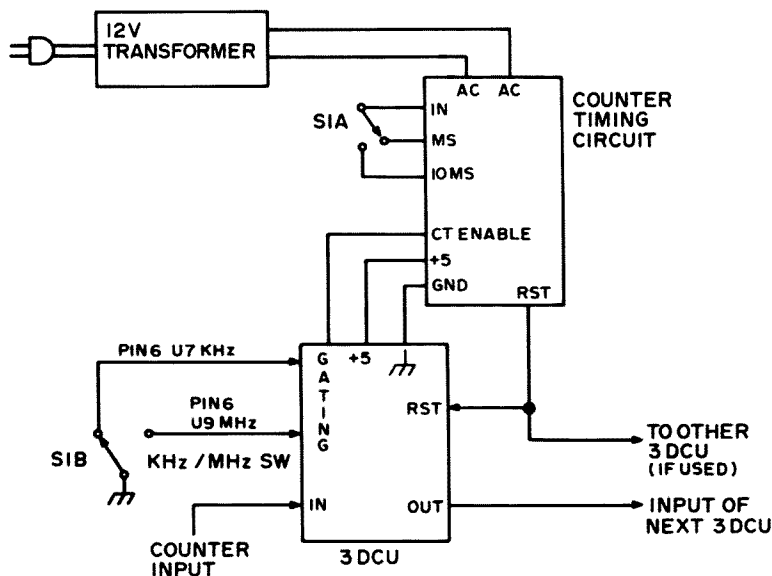 12V
TRANSFORMER
AC AC
COUNTER
TIMING
CIRCUIT
S1A
IN
MS
10MS
CT ENABLE
+5
GND
RST
PIN6 U7 KHz
GATING
+5
PIN6
U9 MHz
RST
S1B
KHz/MHz SW
TO OTHER
3 DCU
(IF USED)
IN
OUT
INPUT OF
NEXT 3DCU
COUNTER
INPUT
3 DCU